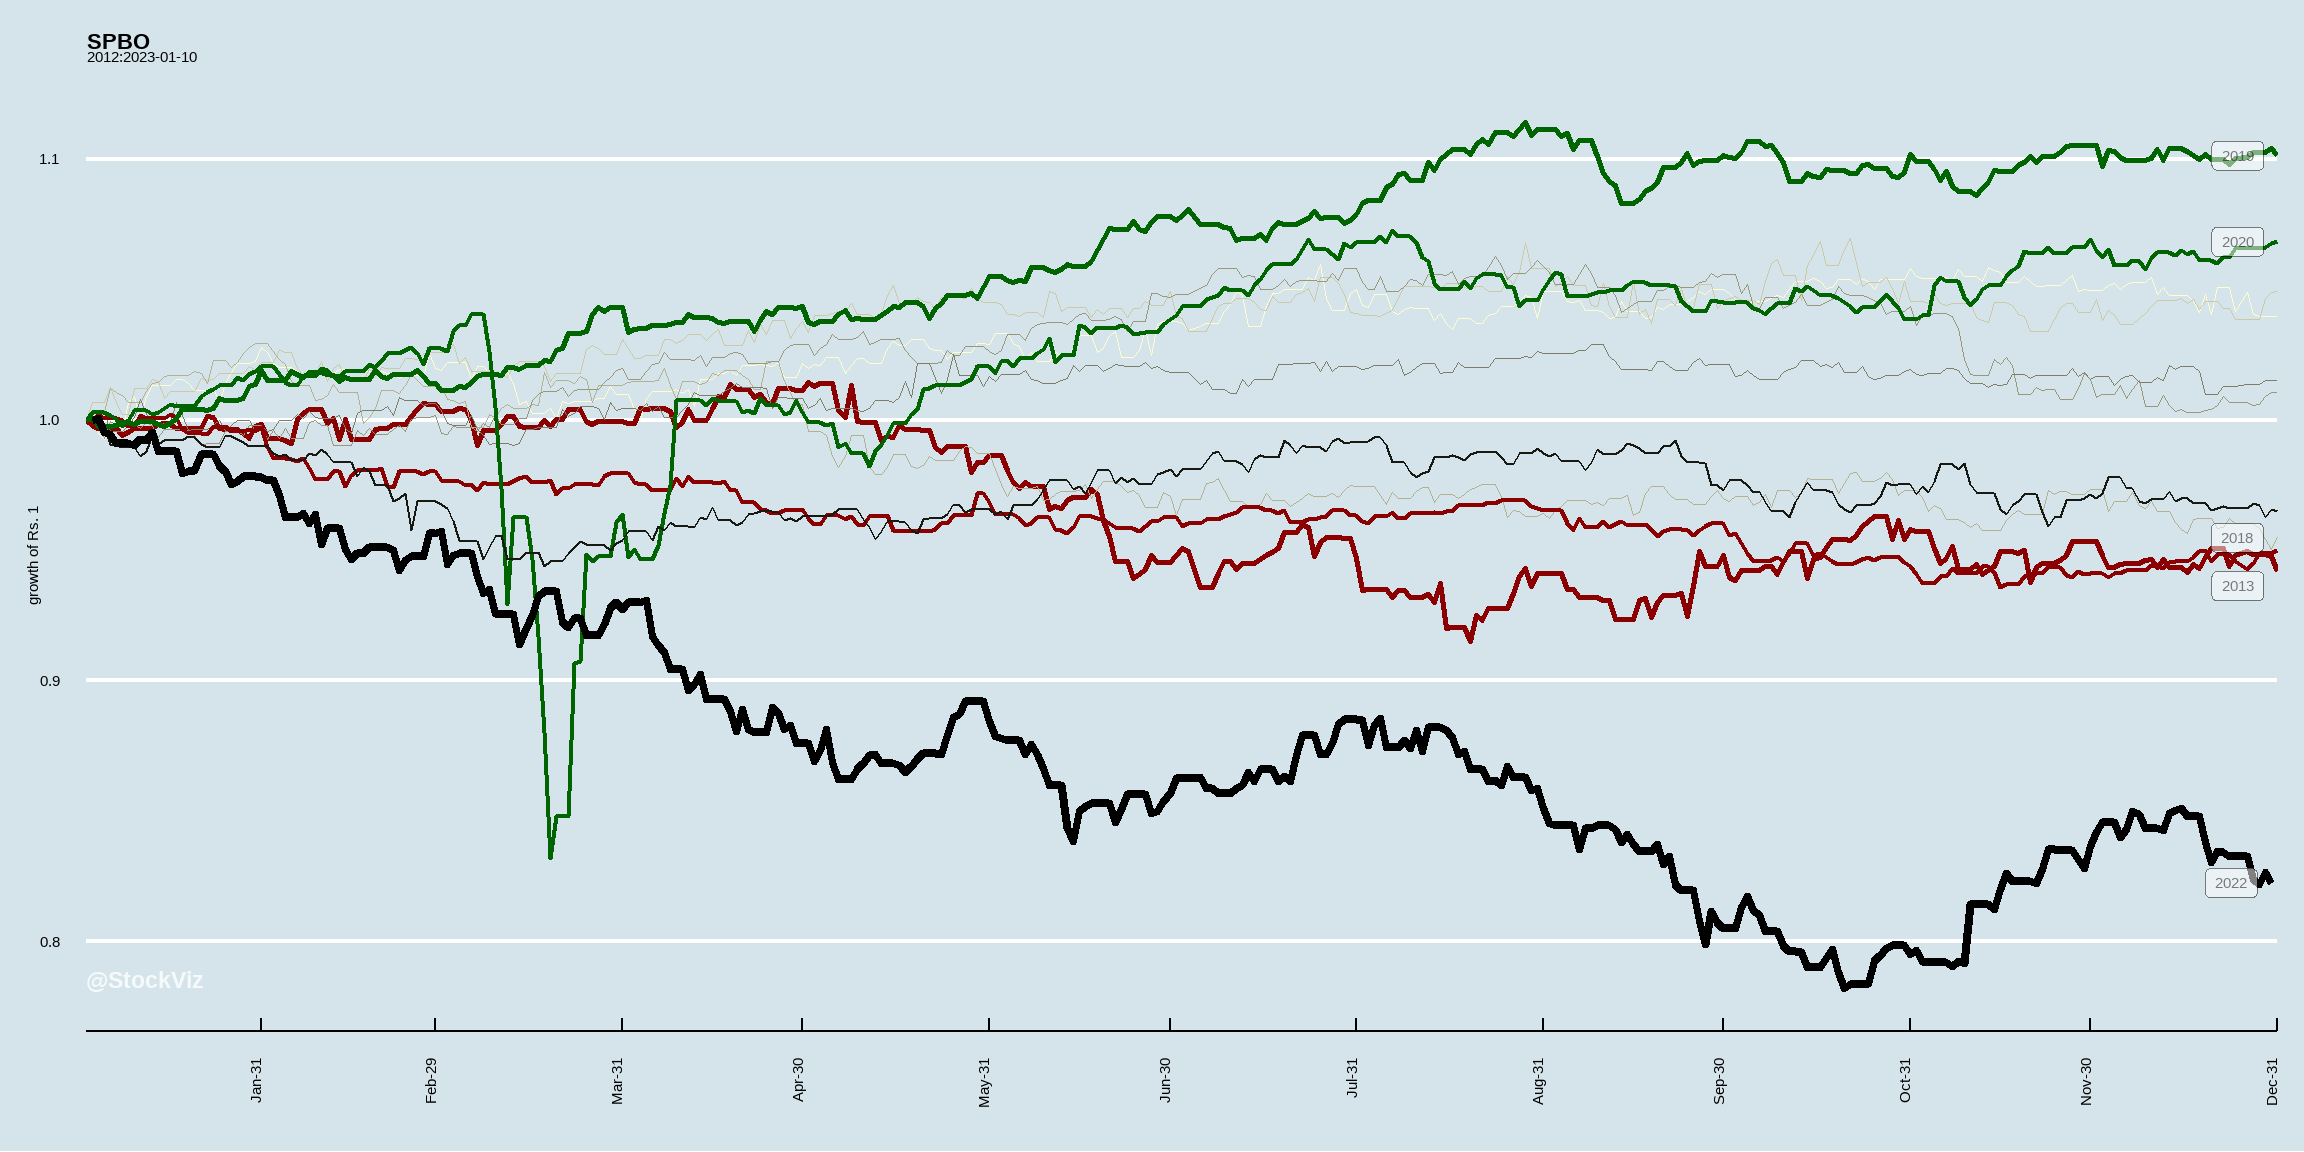 SPBO
2012:2023-01-10
growth of Rs. 1
1.1
1.0
0.9
0.8
2019
2020
2018
2013
2022
@StockViz
Jan-31
Feb-29
Mar-31
Apr-30
May-31
Jun-30
Jul-31
Aug-31
Sep-30
Oct-31
Nov-30
Dec-31